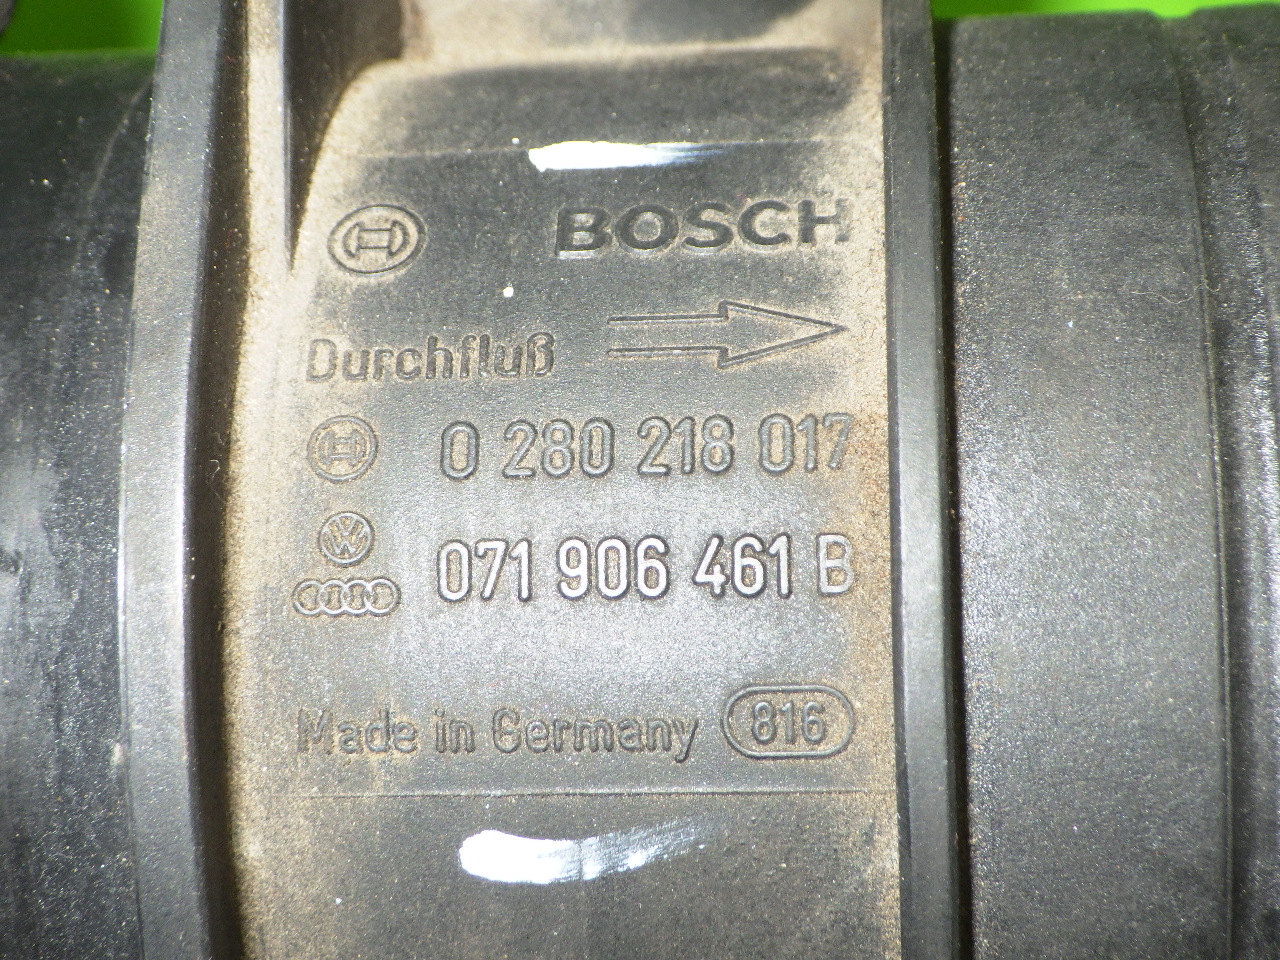 BOSCH
Durchfluß
0 280 218 017
071 906 461 B
Made in Germany 816